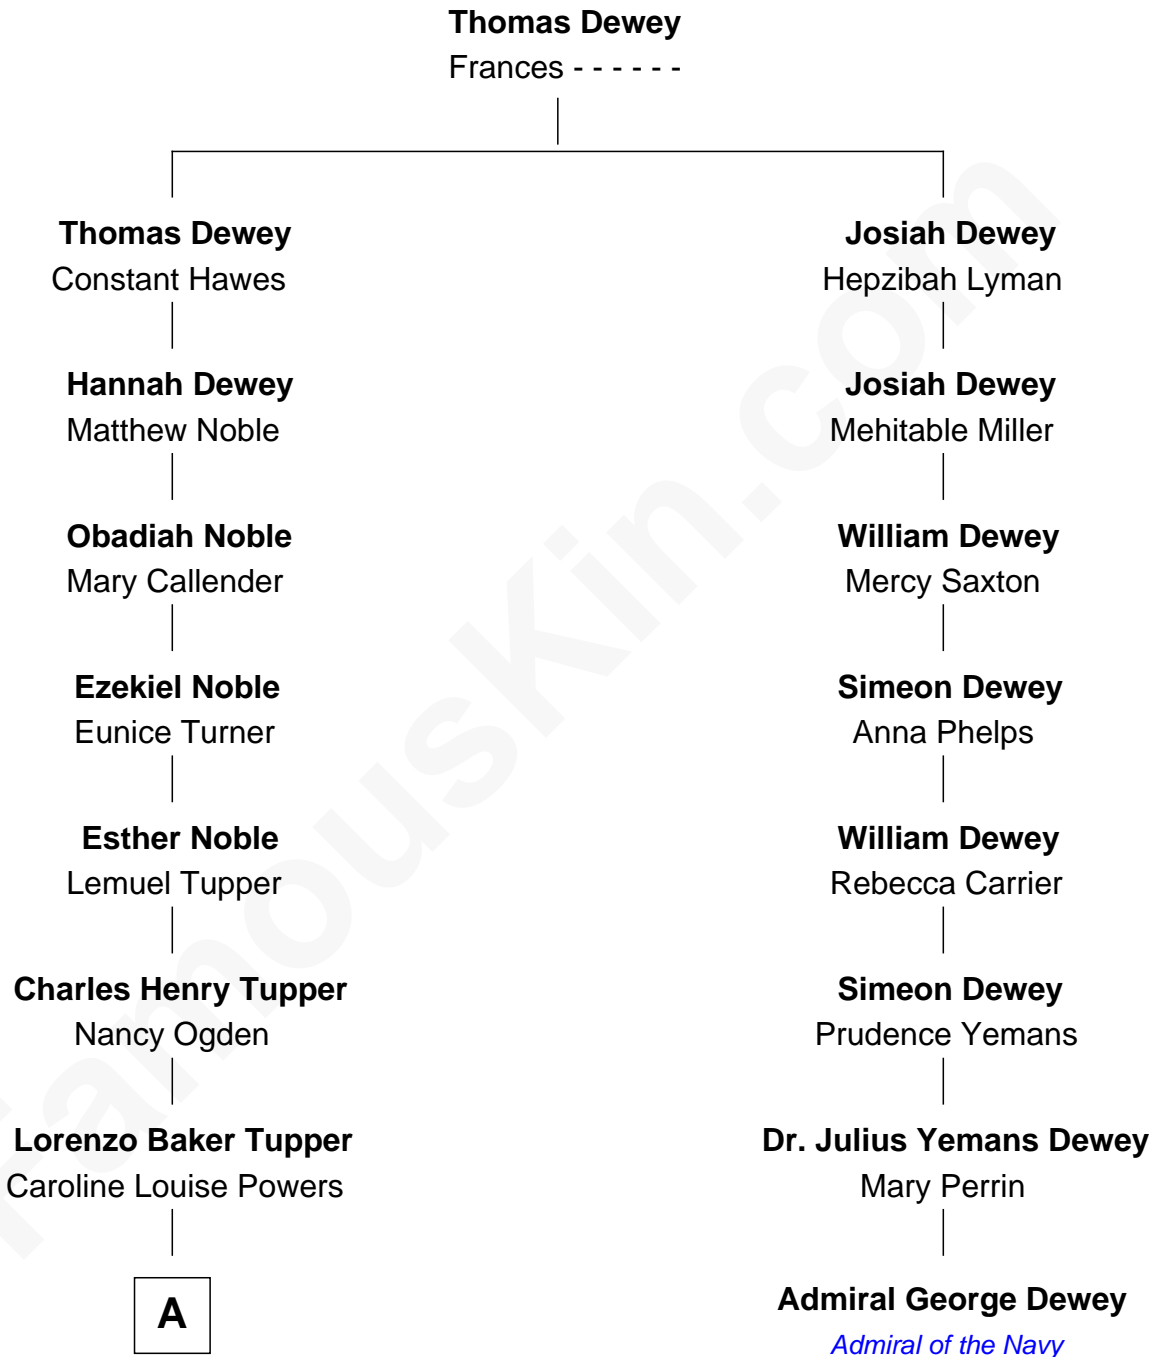 Thomas Dewey
Frances - - - - - -
Thomas Dewey
Constant Hawes
Hannah Dewey
Matthew Noble
Obadiah Noble
Mary Callender
Ezekiel Noble
Eunice Turner
Esther Noble
Lemuel Tupper
Charles Henry Tupper
Nancy Ogden
Lorenzo Baker Tupper
Caroline Louise Powers
A
Josiah Dewey
Hepzibah Lyman
Josiah Dewey
Mehitable Miller
William Dewey
Mercy Saxton
Simeon Dewey
Anna Phelps
William Dewey
Rebecca Carrier
Simeon Dewey
Prudence Yemans
Dr. Julius Yemans Dewey
Mary Perrin
Admiral George Dewey
Admiral of the Navy
FamousKin.com